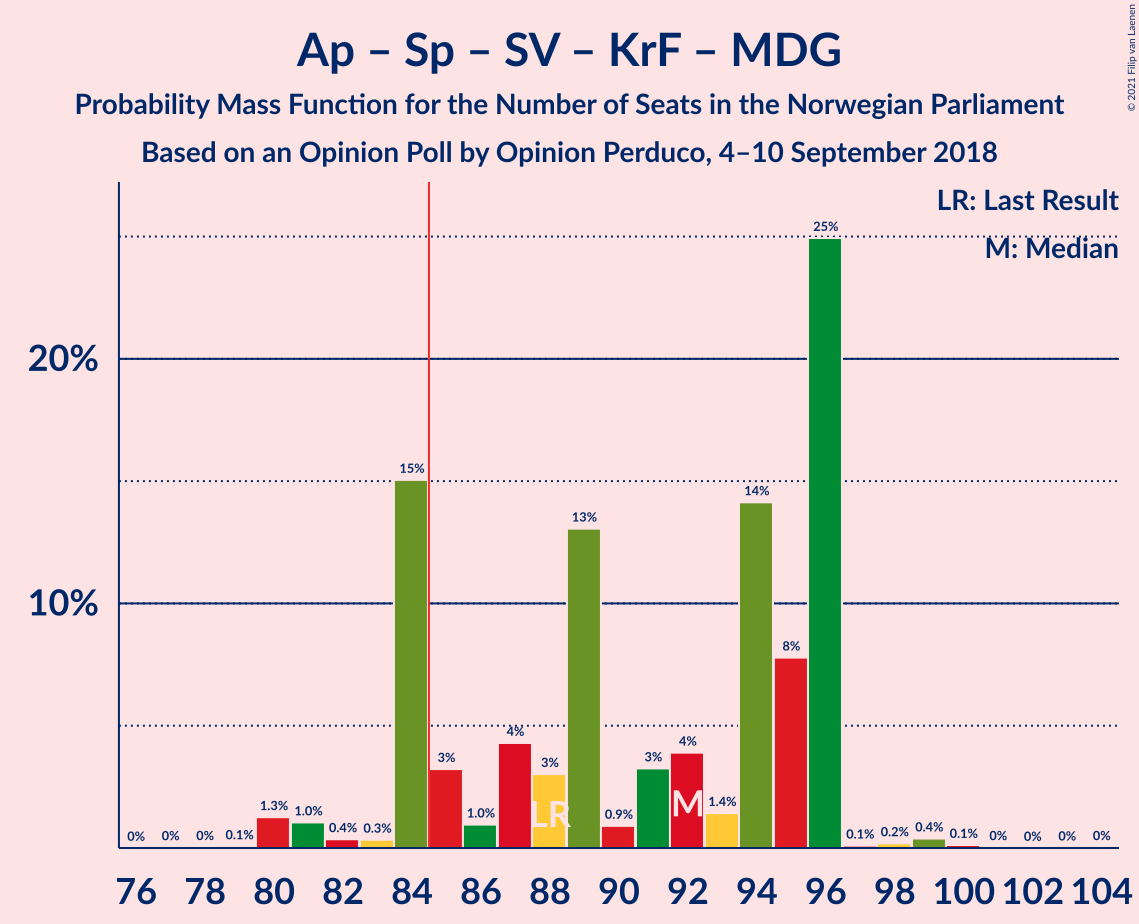 Ap – Sp – SV – KrF – MDG
Probability Mass Function for the Number of Seats in the Norwegian Parliament
Based on an Opinion Poll by Opinion Perduco, 4–10 September 2018
© 2021 Filip van Laenen
LR: Last Result
M: Median
20%
10%
0% 0% 0% 0.1% 1.3% 1.0% 0.4% 0.3% 15% 3% 1.0% 4% 3% 13% 0.9% 3% 4% 1.4% 14% 8% 25% 0.1% 0.2% 0.4% 0.1% 0% 0% 0% 0%
LR M
76 78 80 82 84 86 88 90 92 94 96 98 100 102 104